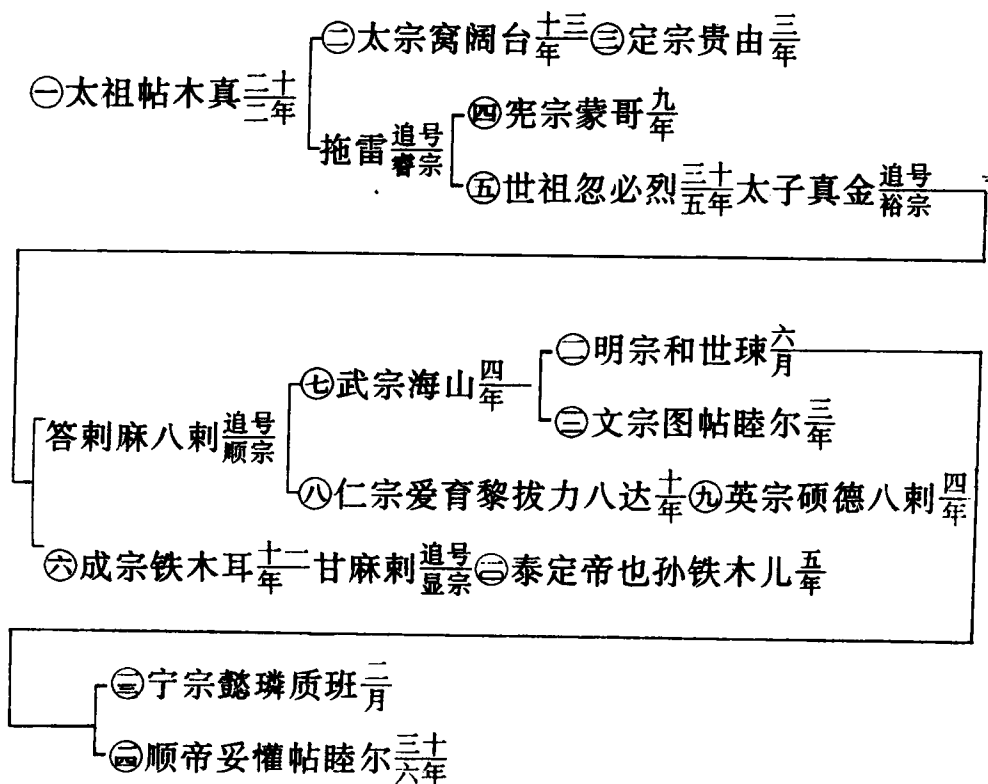 ㊁太宗窝阔台十三年㊂定宗贵由三年
㊀太祖帖木真二十二年
㊃宪宗蒙哥九年
拖雷追号睿宗
㊄世祖忽必烈三十五年太子真金追号裕宗
㊁明宗和世㻋六月
㊆武宗海山四年
㊂文宗图帖睦尔三年
答剌麻八剌追号顺宗
㊇仁宗爱育黎拔力八达十年㊈英宗硕德八剌四年
㊅成宗铁木耳十一年甘麻剌追号显宗㊁泰定帝也孙铁木儿五年
宁宗懿璘质班二月
顺帝妥懽帖睦尔三十六年